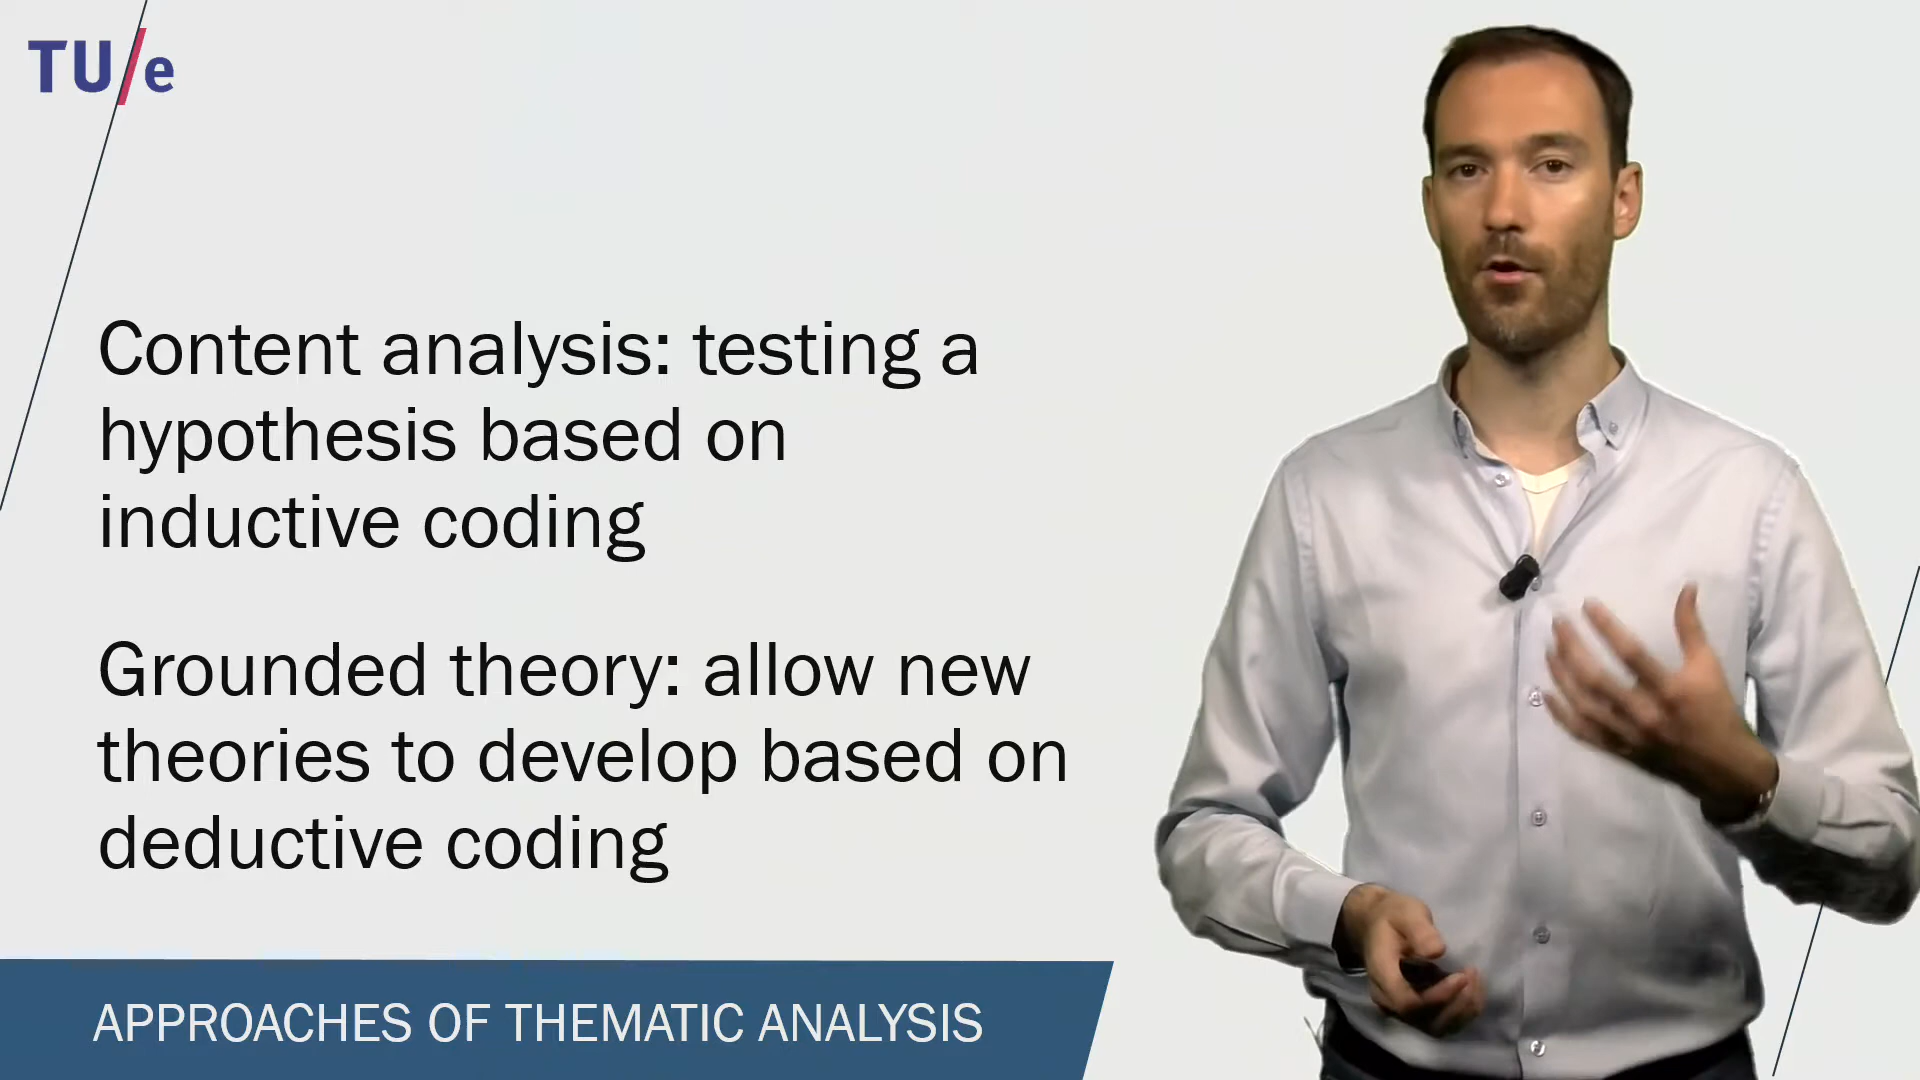 TU/e
Content analysis: testing a
hypothesis based on
inductive coding
Grounded theory: allow new
theories to develop based on
deductive coding
APPROACHES OF THEMATIC ANALYSIS